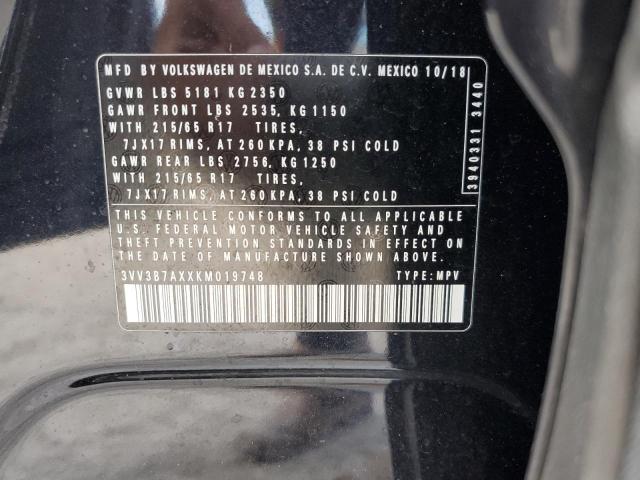 MFD BY VOLKSWAGEN DE MEXICO S.A. DE C.V. MEXICO 10/18
GVWR LBS 5181 KG 2350
GAWR FRONT LBS 2535, KG 1150
WITH 215/65 R17 TIRES,
7JX17 RIMS, AT 260 KPA, 38 PSI COLD
GAWR REAR LBS 2756, KG 1250
WITH 215/65 R17 TIRES,
7JX17 RIMS, AT 260 KPA, 38 PSI COLD
THIS VEHICLE CONFORMS TO ALL APPLICABLE
U.S. FEDERAL MOTOR VEHICLE SAFETY AND
THEFT PREVENTION STANDARDS IN EFFECT ON
THE DATE OF MANUFACTURE SHOWN ABOVE.
3VV3B7AXXKM019748 TYPE: MPV
3940331 3440